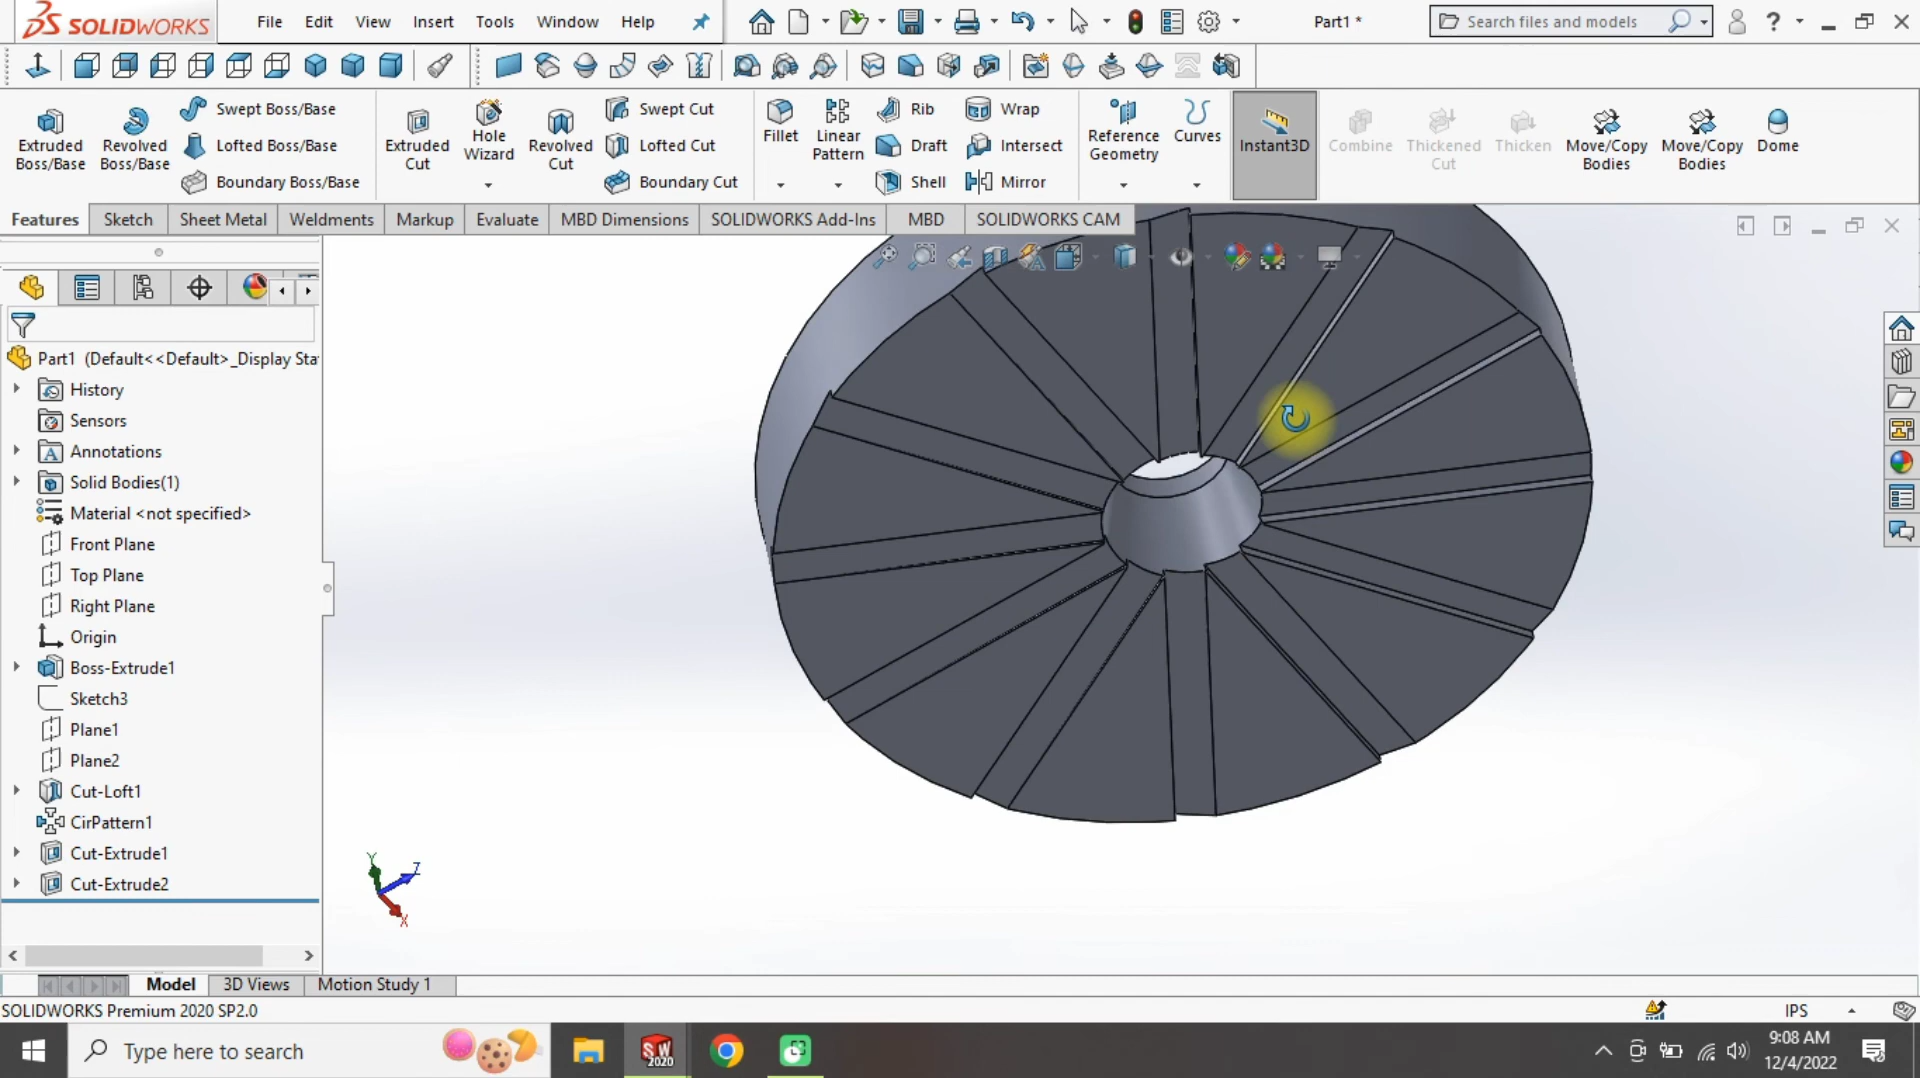 SOLIDWORKS File Edit View Insert Tools Window Help Part1 * Search files and models ?
Extruded Boss/Base
Revolved Boss/Base
Swept Boss/Base
Lofted Boss/Base
Boundary Boss/Base
Extruded Cut
Hole Wizard
Revolved Cut
Swept Cut
Lofted Cut
Boundary Cut
Fillet
Linear Pattern
Rib
Draft
Shell
Wrap
Intersect
Mirror
Reference Geometry
Curves
Instant3D
Combine
Thickened Cut
Thicken
Move/Copy Bodies
Move/Copy Bodies
Dome
Features Sketch Sheet Metal Weldments Markup Evaluate MBD Dimensions SOLIDWORKS Add-Ins MBD SOLIDWORKS CAM
Part1 (Default<<Default>_Display Sta
History
Sensors
Annotations
Solid Bodies(1)
Material <not specified>
Front Plane
Top Plane
Right Plane
Origin
Boss-Extrude1
Sketch3
Plane1
Plane2
Cut-Loft1
CirPattern1
Cut-Extrude1
Cut-Extrude2
Y
Z
X
Model 3D Views Motion Study 1
SOLIDWORKS Premium 2020 SP2.0 IPS
Type here to search
SW
2020
9:08 AM
12/4/2022